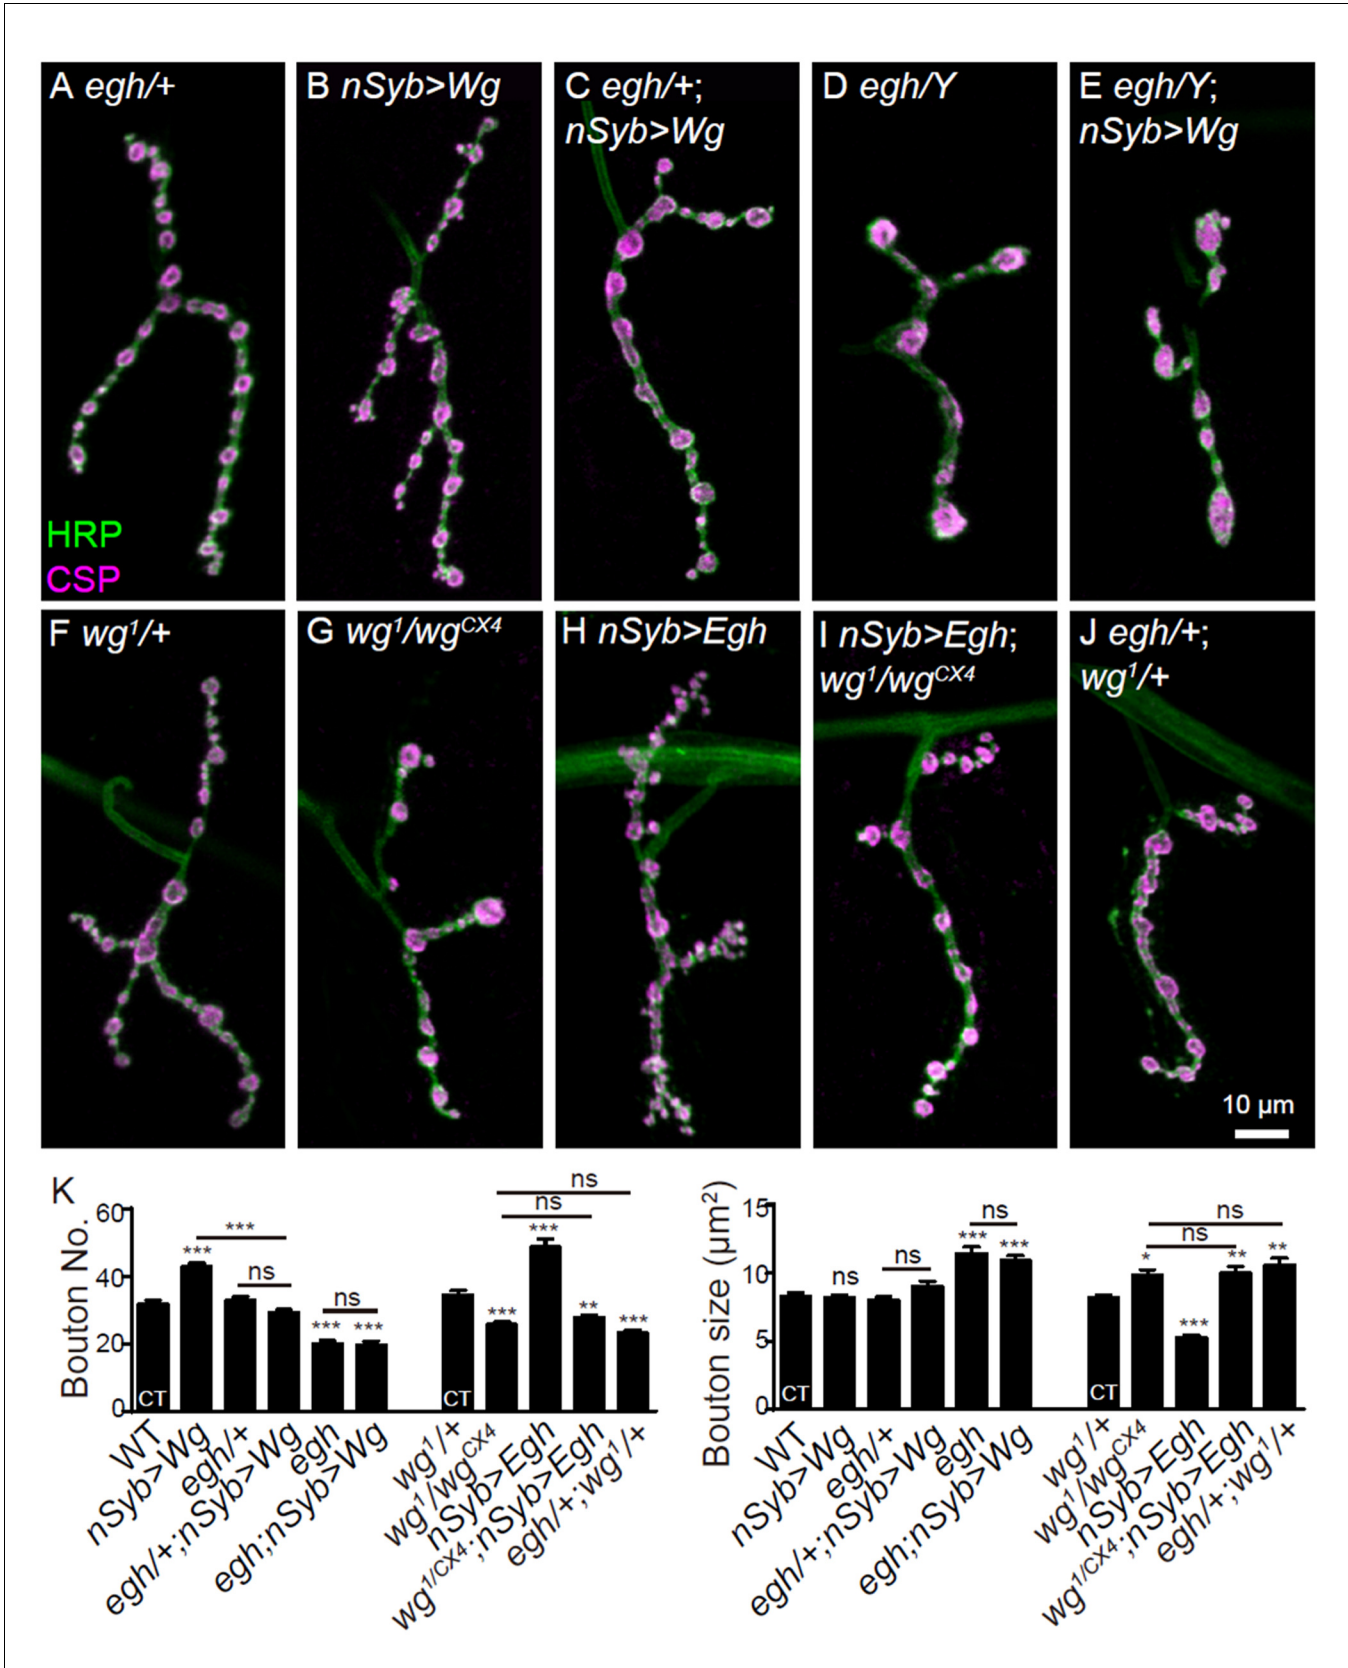 A egh/+
B nSyb>Wg
C egh/+;
nSyb>Wg
D egh/Y
E egh/Y;
nSyb>Wg
HRP
CSP
F wg¹/+
G wg¹/wgᶜˣ⁴
H nSyb>Egh
I nSyb>Egh;
wg¹/wgᶜˣ⁴
J egh/+;
wg¹/+
10 µm
K
Bouton No.
60
40
20
0
***
***
ns
ns
***
***
ns
ns
***
***
**
***
CT
CT
WT
nSyb>Wg
egh/+
egh/+;nSyb>Wg
egh
egh;nSyb>Wg
wg¹/+
wg¹/wgᶜˣ⁴
nSyb>Egh
wg¹/ᶜˣ⁴;nSyb>Egh
egh/+;wg¹/+
Bouton size (µm²)
15
10
5
0
ns
ns
ns
***
***
ns
ns
*
***
**
**
CT
CT
WT
nSyb>Wg
egh/+
egh/+;nSyb>Wg
egh
egh;nSyb>Wg
wg¹/+
wg¹/wgᶜˣ⁴
nSyb>Egh
wg¹/ᶜˣ⁴;nSyb>Egh
egh/+;wg¹/+